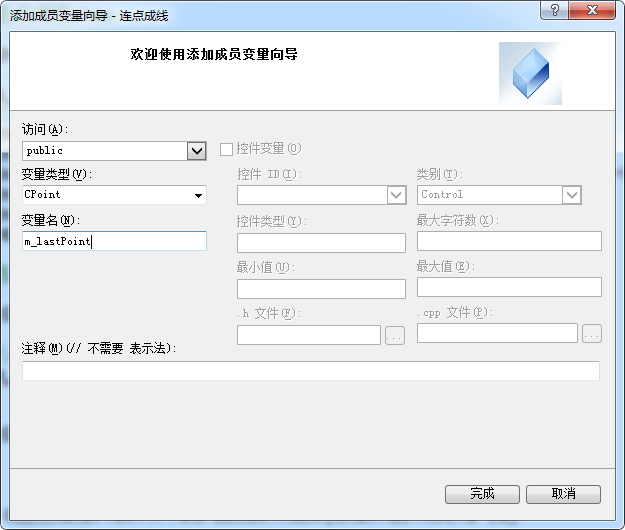 添加成员变量向导 - 连点成线
欢迎使用添加成员变量向导
访问(A):
public
控件变量(O)
变量类型(V):
控件 ID(I):
类别(T):
CPoint
Control
变量名(N):
控件类型(Y):
最大字符数(X):
m_lastPoint
最小值(U):
最大值(E):
.h 文件(F):
.cpp 文件(P):
...
...
注释(M)(// 不需要 表示法):
完成
取消